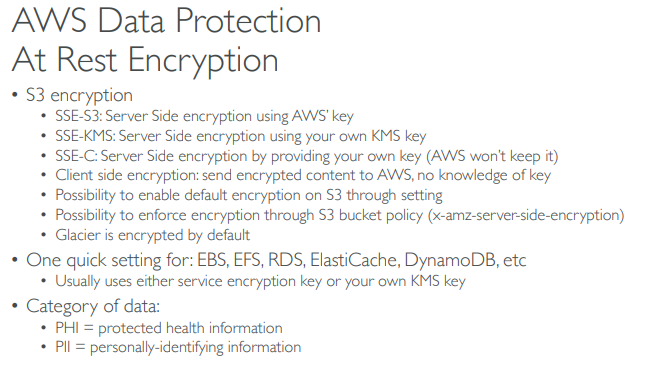 AWS Data Protection
At Rest Encryption
• S3 encryption
• SSE-S3: Server Side encryption using AWS' key
• SSE-KMS: Server Side encryption using your own KMS key
• SSE-C: Server Side encryption by providing your own key (AWS won't keep it)
• Client side encryption: send encrypted content to AWS, no knowledge of key
• Possibility to enable default encryption on S3 through setting
• Possibility to enforce encryption through S3 bucket policy (x-amz-server-side-encryption)
• Glacier is encrypted by default
• One quick setting for: EBS, EFS, RDS, ElastiCache, DynamoDB, etc
• Usually uses either service encryption key or your own KMS key
• Category of data:
• PHI = protected health information
• PII = personally-identifying information